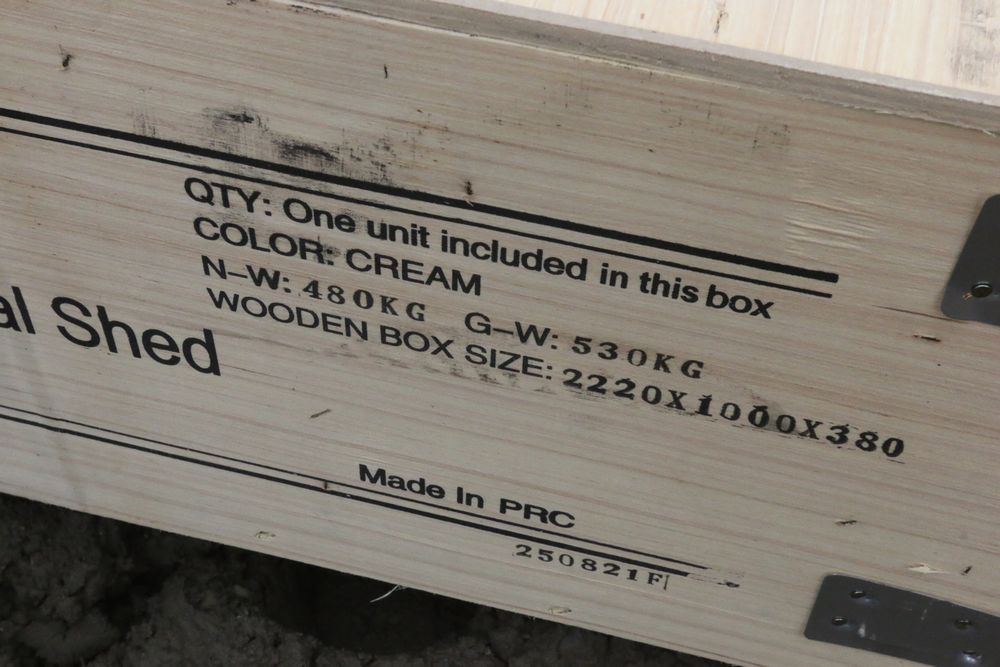 QTY: One unit included in this box
COLOR: CREAM
N-W: 480KG G-W: 530KG
WOODEN BOX SIZE: 2220X1000X380
Shed
Made In PRC
250821F